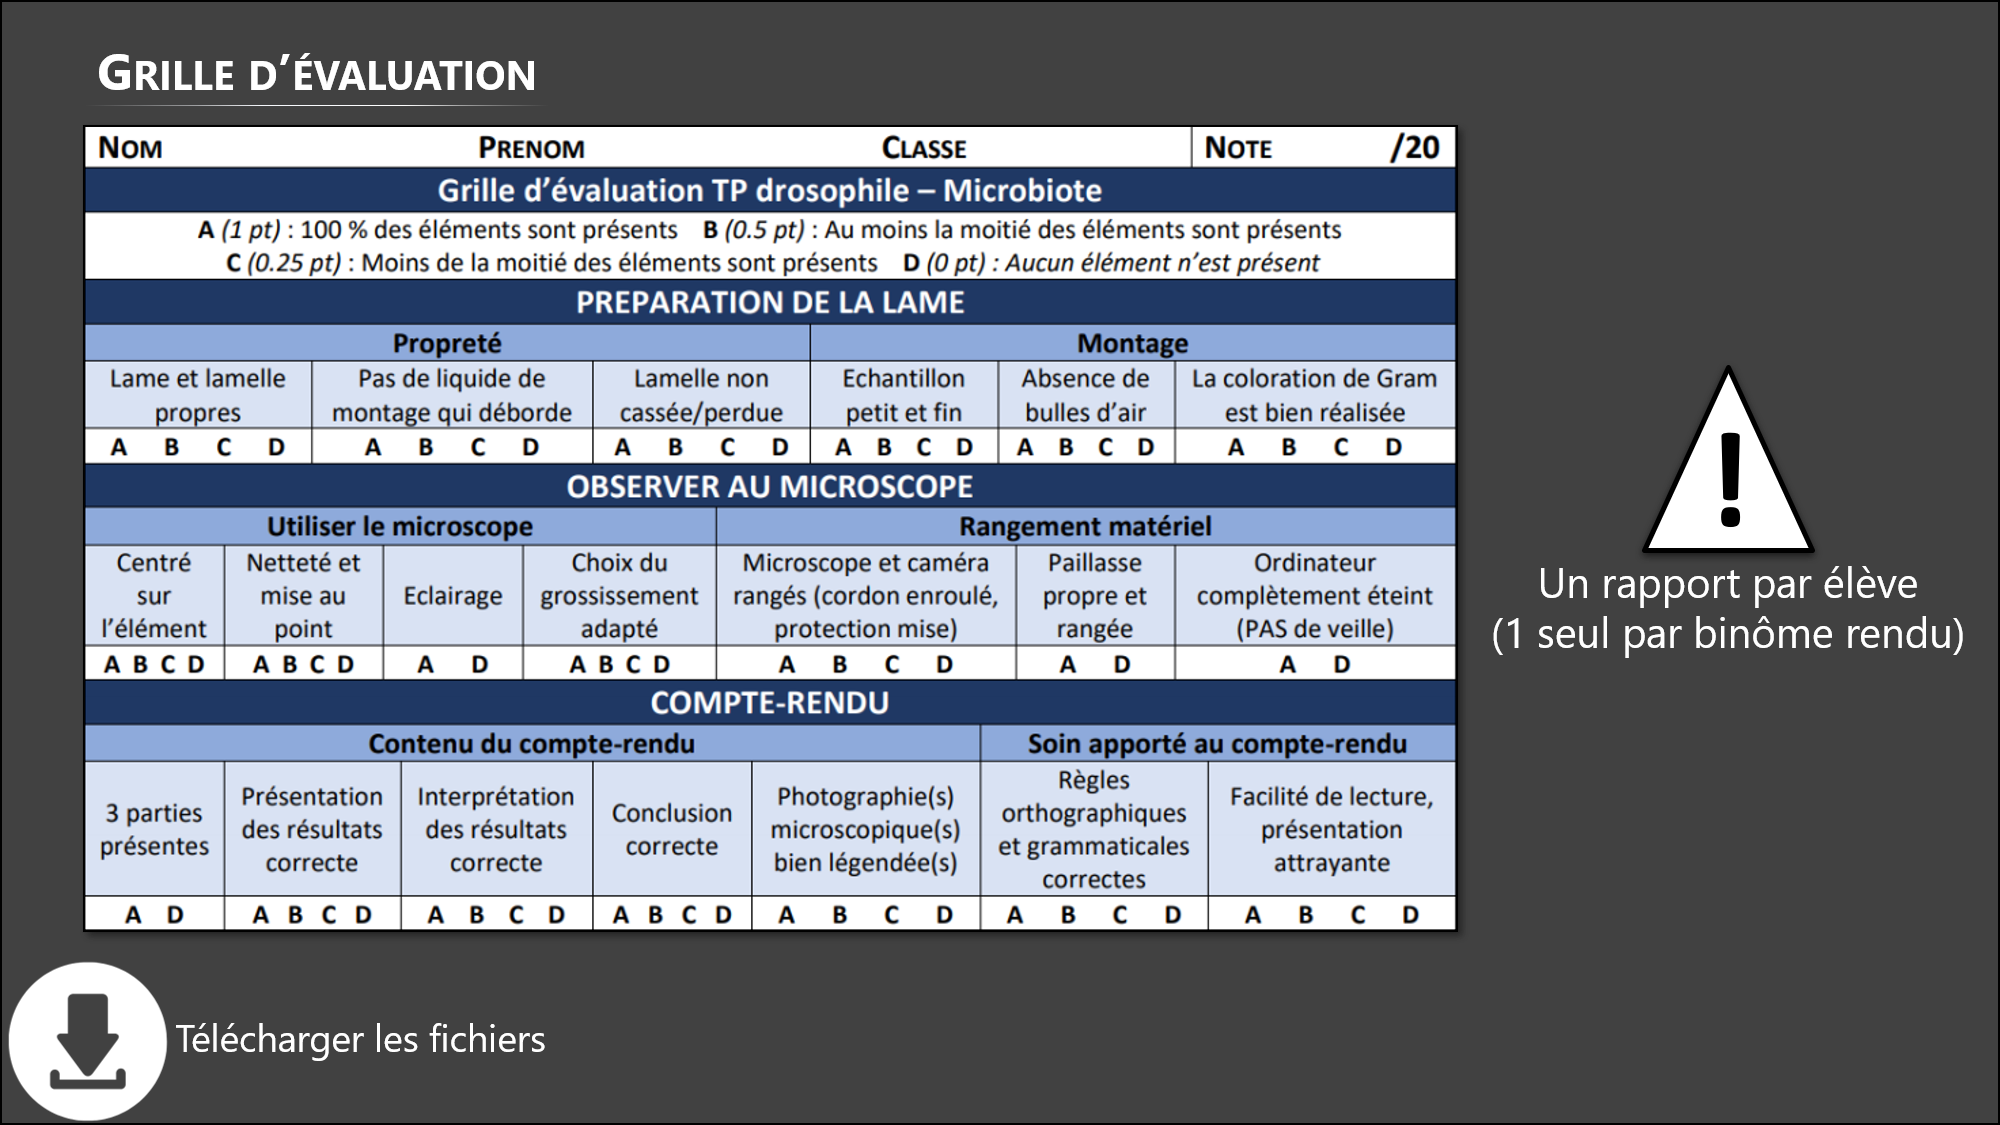 GRILLE D’ÉVALUATION
NOM PRENOM CLASSE NOTE /20
Grille d’évaluation TP drosophile – Microbiote
A (1 pt) : 100 % des éléments sont présents B (0.5 pt) : Au moins la moitié des éléments sont présents
C (0.25 pt) : Moins de la moitié des éléments sont présents D (0 pt) : Aucun élément n’est présent
PREPARATION DE LA LAME
Propreté Montage
Lame et lamelle
propres
Pas de liquide de
montage qui déborde
Lamelle non
cassée/perdue
Echantillon
petit et fin
Absence de
bulles d’air
La coloration de Gram
est bien réalisée
A B C D A B C D A B C D A B C D A B C D A B C D
OBSERVER AU MICROSCOPE
Utiliser le microscope Rangement matériel
Centré
sur
l’élément
Netteté et
mise au
point
Eclairage
Choix du
grossissement
adapté
Microscope et caméra
rangés (cordon enroulé,
protection mise)
Paillasse
propre et
rangée
Ordinateur
complètement éteint
(PAS de veille)
A B C D A B C D A D A B C D A B C D A D A D
COMPTE-RENDU
Contenu du compte-rendu Soin apporté au compte-rendu
3 parties
présentes
Présentation
des résultats
correcte
Interprétation
des résultats
correcte
Conclusion
correcte
Photographie(s)
microscopique(s)
bien légendée(s)
Règles
orthographiques
et grammaticales
correctes
Facilité de lecture,
présentation
attrayante
A D A B C D A B C D A B C D A B C D A B C D A B C D
!
Un rapport par élève
(1 seul par binôme rendu)
Télécharger les fichiers